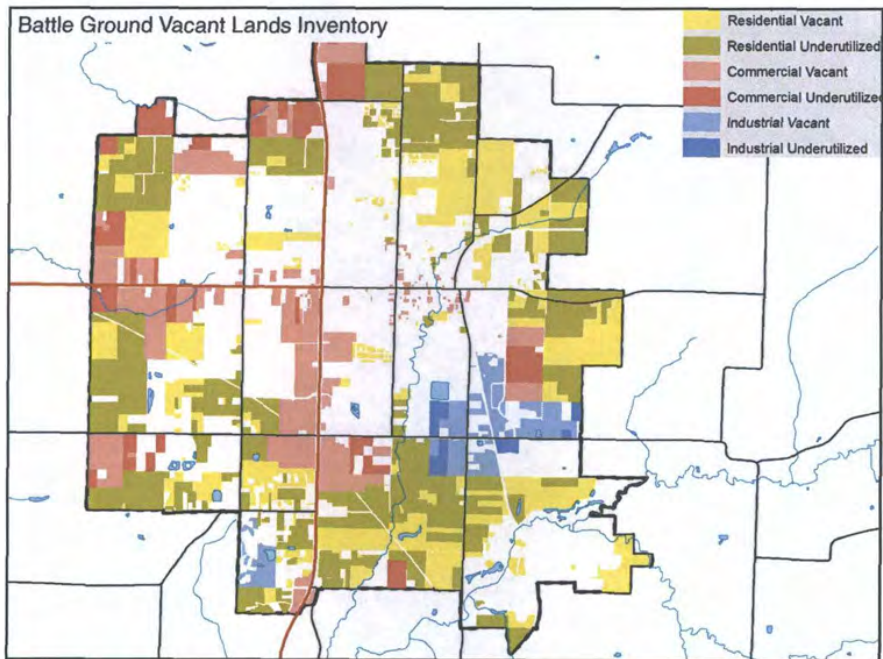 Battle Ground Vacant Lands Inventory
Residential Vacant
Residential Underutilized
Commercial Vacant
Commercial Underutilized
Industrial Vacant
Industrial Underutilized